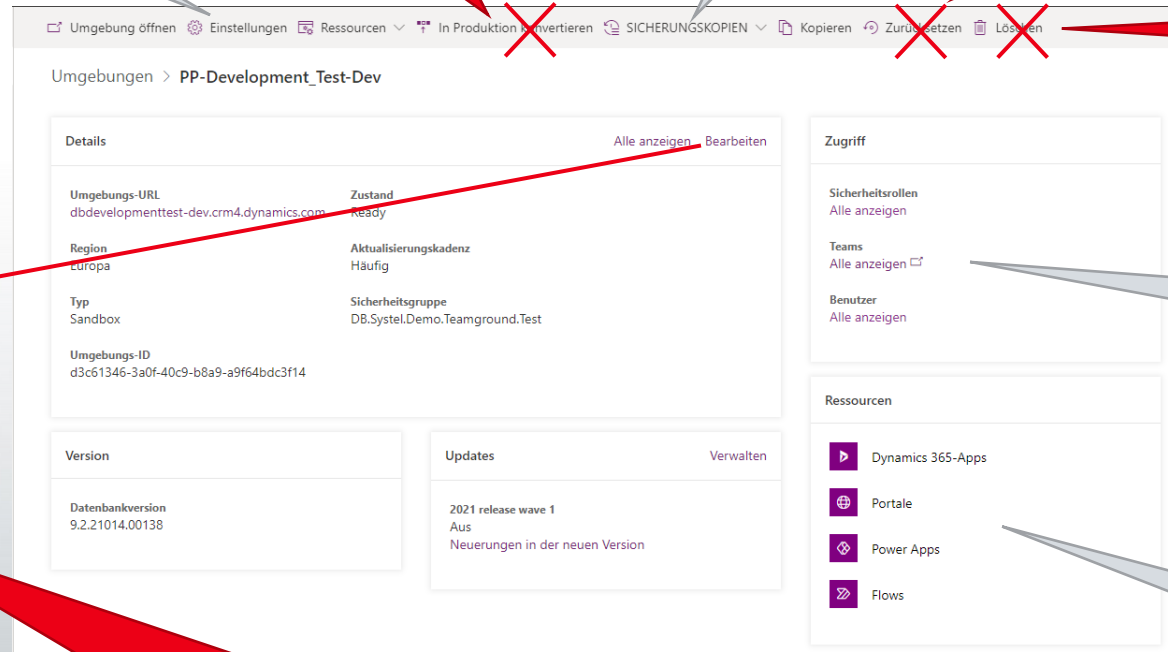 Umgebung öffnen Einstellungen Ressourcen In Produktion konvertieren SICHERUNGSKOPIEN Kopieren Zurücksetzen Löschen
Umgebungen > PP-Development_Test-Dev
Details Alle anzeigen Bearbeiten
Umgebungs-URL Zustand
dbdevelopmenttest-dev.crm4.dynamics.com Ready
Region Aktualisierungskadenz
Europa Häufig
Typ Sicherheitsgruppe
Sandbox DB.Systel.Demo.Teamground.Test
Umgebungs-ID
d3c61346-3a0f-40c9-b8a9-a9f64bdc3f14
Zugriff
Sicherheitsrollen
Alle anzeigen
Teams
Alle anzeigen
Benutzer
Alle anzeigen
Version
Datenbankversion
9.2.21014.00138
Updates Verwalten
2021 release wave 1
Aus
Neuerungen in der neuen Version
Ressourcen
Dynamics 365-Apps
Portale
Power Apps
Flows